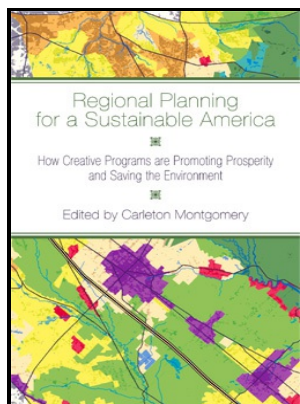 Regional Planning
for a Sustainable America
How Creative Programs are Promoting Prosperity
and Saving the Environment
Edited by Carleton Montgomery